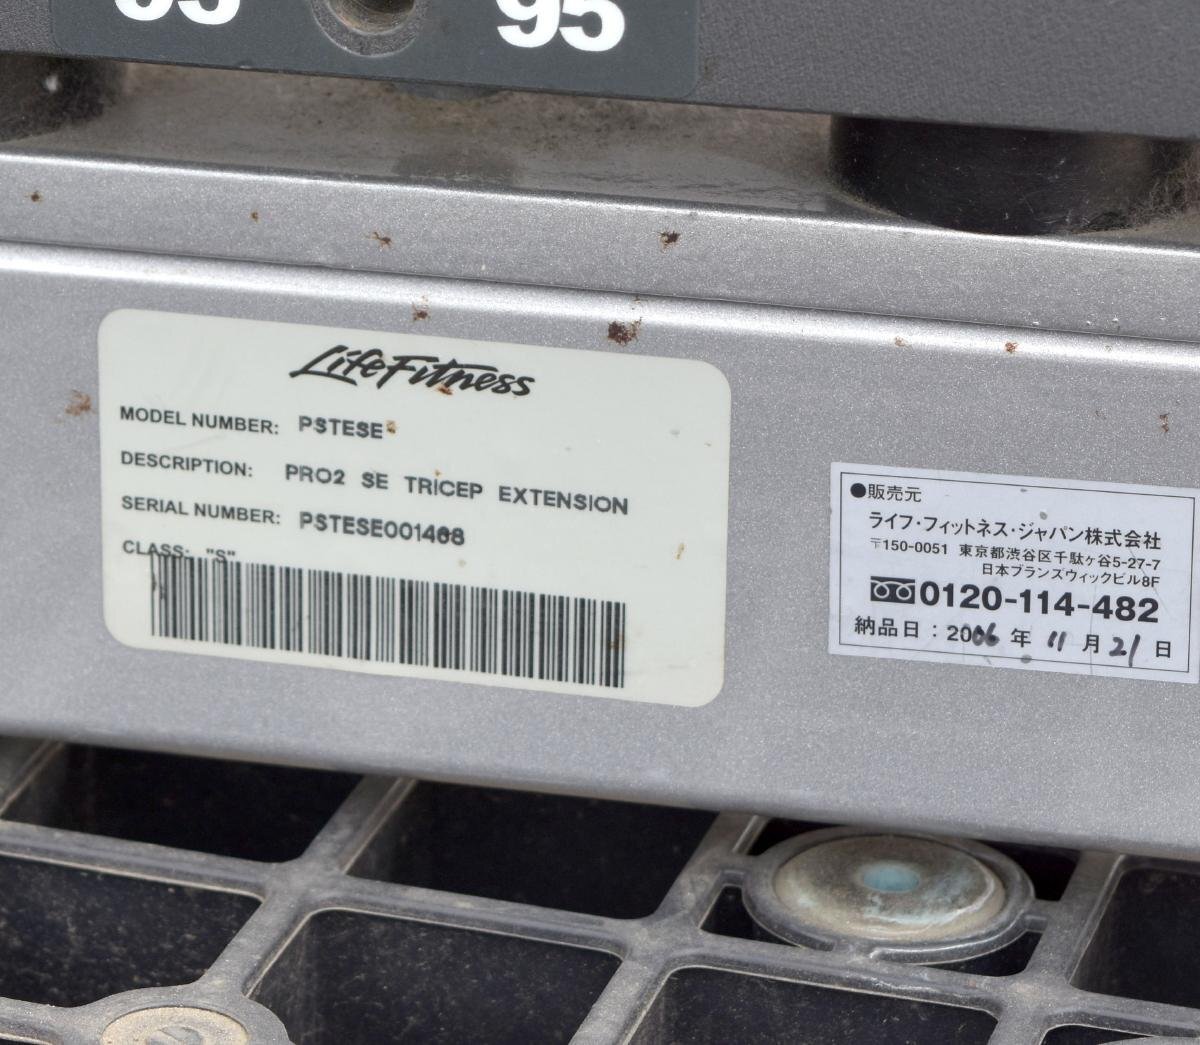 95
LifeFitness
MODEL NUMBER: PSTESE
DESCRIPTION: PRO2 SE TRICEP EXTENSION
SERIAL NUMBER: PSTESE001468
CLASS: "S"
●販売元
ライフ・フィットネス・ジャパン株式会社
〒150-0051 東京都渋谷区千駄ヶ谷5-27-7
日本ブランズウィックビル8F
0120-114-482
納品日：2006年 11月21日